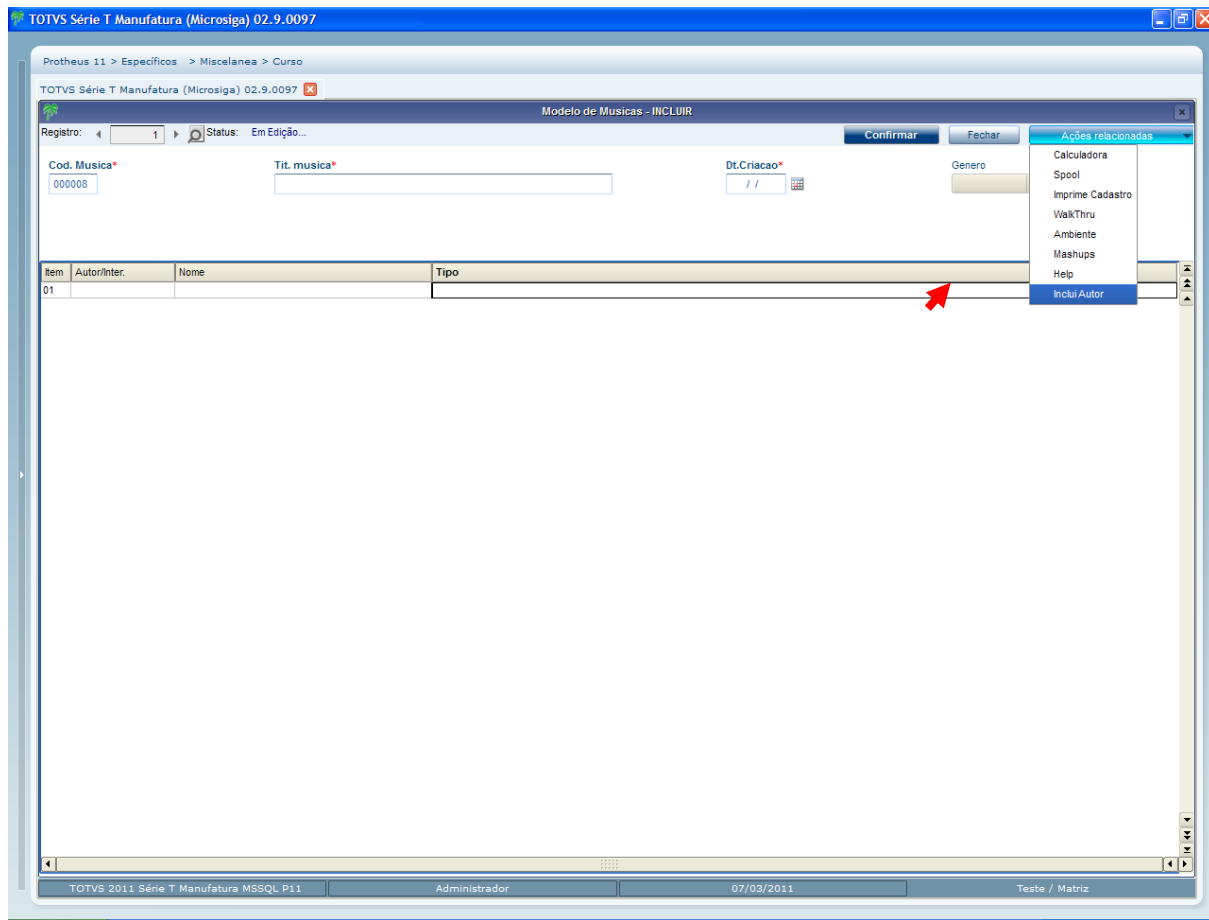 TOTVS Série T Manufatura (Microsiga) 02.9.0097
Protheus 11 > Específicos > Miscelanea > Curso
TOTVS Série T Manufatura (Microsiga) 02.9.0097
Modelo de Musicas - INCLUIR
Registro: 1 Status: Em Edição... Confirmar Fechar Ações relacionadas
Cod. Musica* Tit. musica* Dt.Criacao* Genero
000008 / /
Calculadora
Spool
Imprime Cadastro
WalkThru
Ambiente
Mashups
Help
Inclui Autor
Item Autor/Inter. Nome Tipo
01
TOTVS 2011 Série T Manufatura MSSQL P11 Administrador 07/03/2011 Teste / Matriz